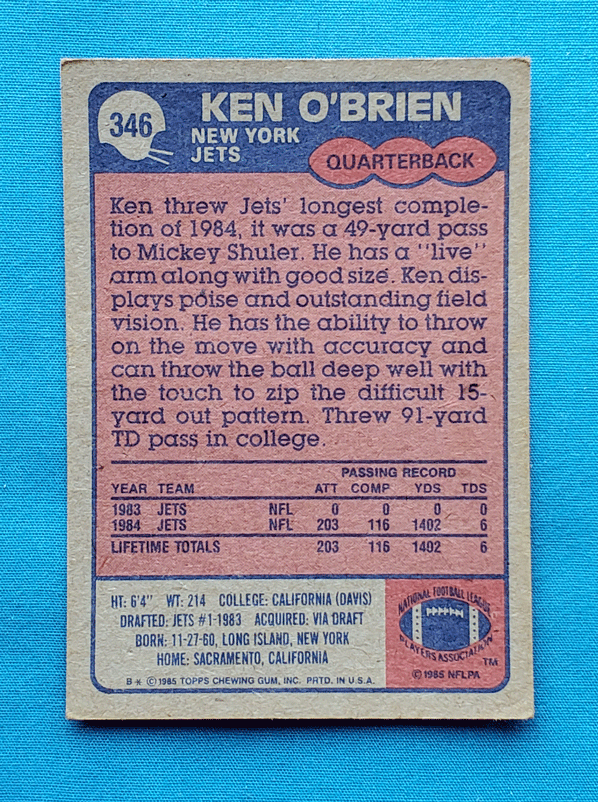 346
KEN O'BRIEN
NEW YORK
JETS
QUARTERBACK
Ken threw Jets' longest comple-
tion of 1984, it was a 49-yard pass
to Mickey Shuler. He has a "live"
arm along with good size. Ken dis-
plays poise and outstanding field
vision. He has the ability to throw
on the move with accuracy and
can throw the ball deep well with
the touch to zip the difficult 15-
yard out pattern. Threw 91-yard
TD pass in college.
PASSING RECORD
YEAR TEAM ATT COMP YDS TDS
1983 JETS NFL 0 0 0 0
1984 JETS NFL 203 116 1402 6
LIFETIME TOTALS 203 116 1402 6
HT: 6'4" WT: 214 COLLEGE: CALIFORNIA (DAVIS)
DRAFTED: JETS #1-1983 ACQUIRED: VIA DRAFT
BORN: 11-27-60, LONG ISLAND, NEW YORK
HOME: SACRAMENTO, CALIFORNIA
B* © 1985 TOPPS CHEWING GUM, INC. PRTD. IN U.S.A.
NATIONAL FOOTBALL LEAGUE
PLAYERS ASSOCIATION
TM
© 1985 NFLPA